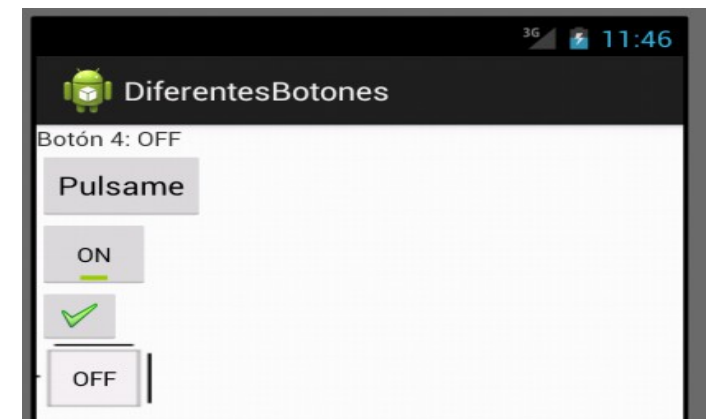 3G 11:46
DiferentesBotones
Botón 4: OFF
Pulsame
ON
OFF